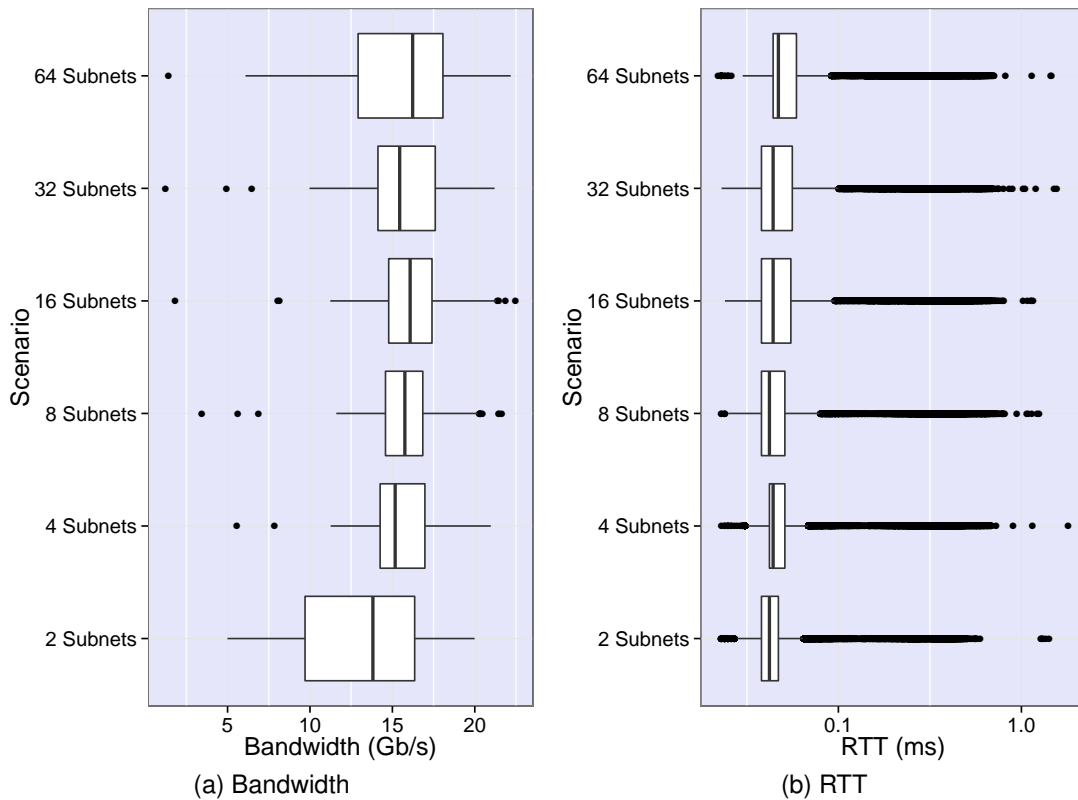 64 Subnets
32 Subnets
16 Subnets
8 Subnets
4 Subnets
2 Subnets
Scenario
5 10 15 20
Bandwidth (Gb/s)
(a) Bandwidth
64 Subnets
32 Subnets
16 Subnets
8 Subnets
4 Subnets
2 Subnets
Scenario
0.1 1.0
RTT (ms)
(b) RTT